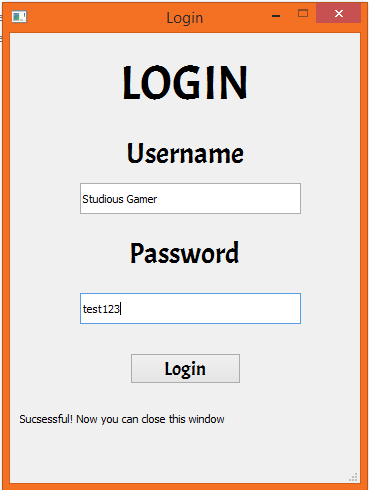 Login
LOGIN
Username
Studious Gamer
Password
test123
Login
Sucsessful! Now you can close this window